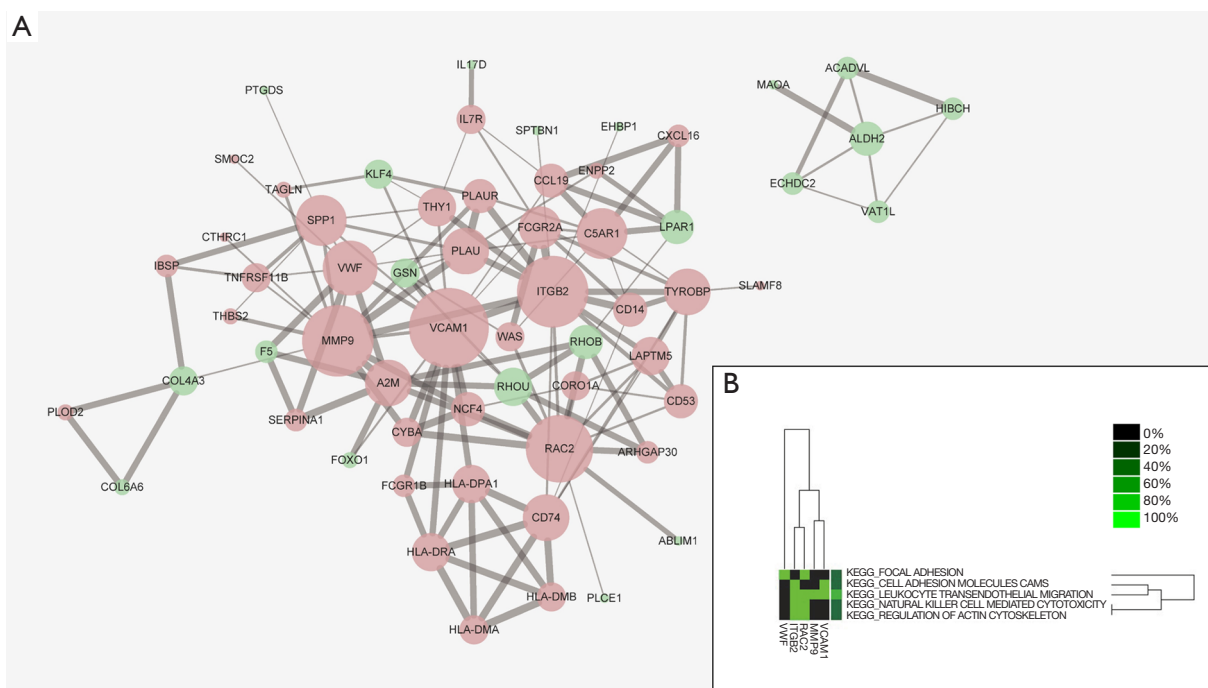 A
IL17D
ACADVL
MAOA
PTGDS
HIBCH
IL7R
SPTBN1
EHBP1
CXCL16
ALDH2
SMOC2
KLF4
CCL19
ENPP2
ECHDC2
TAGLN
PLAUR
THY1
VAT1L
SPP1
FCGR2A
C5AR1
LPAR1
CTHRC1
PLAU
IBSP
VWF
GSN
TNFRSF11B
ITGB2
TYROBP
SLAMF8
CD14
THBS2
VCAM1
WAS
MMP9
RHOB
F5
LAPTM5
COL4A3
A2M
RHOU
CORO1A
PLOD2
SERPINA1
NCF4
CD53
CYBA
RAC2
ARHGAP30
FOXO1
COL6A6
FCGR1B
HLA-DPA1
CD74
ABLIM1
HLA-DRA
HLA-DMB
PLCE1
HLA-DMA
B
0%
20%
40%
60%
80%
100%
KEGG_FOCAL ADHESION
KEGG_CELL ADHESION MOLECULES CAMS
KEGG_LEUKOCYTE TRANSENDOTHELIAL MIGRATION
KEGG_NATURAL KILLER CELL MEDIATED CYTOTOXICITY
KEGG_REGULATION OF ACTIN CYTOSKELETON
VWF
ITGB2
RAC2
MMP9
VCAM1